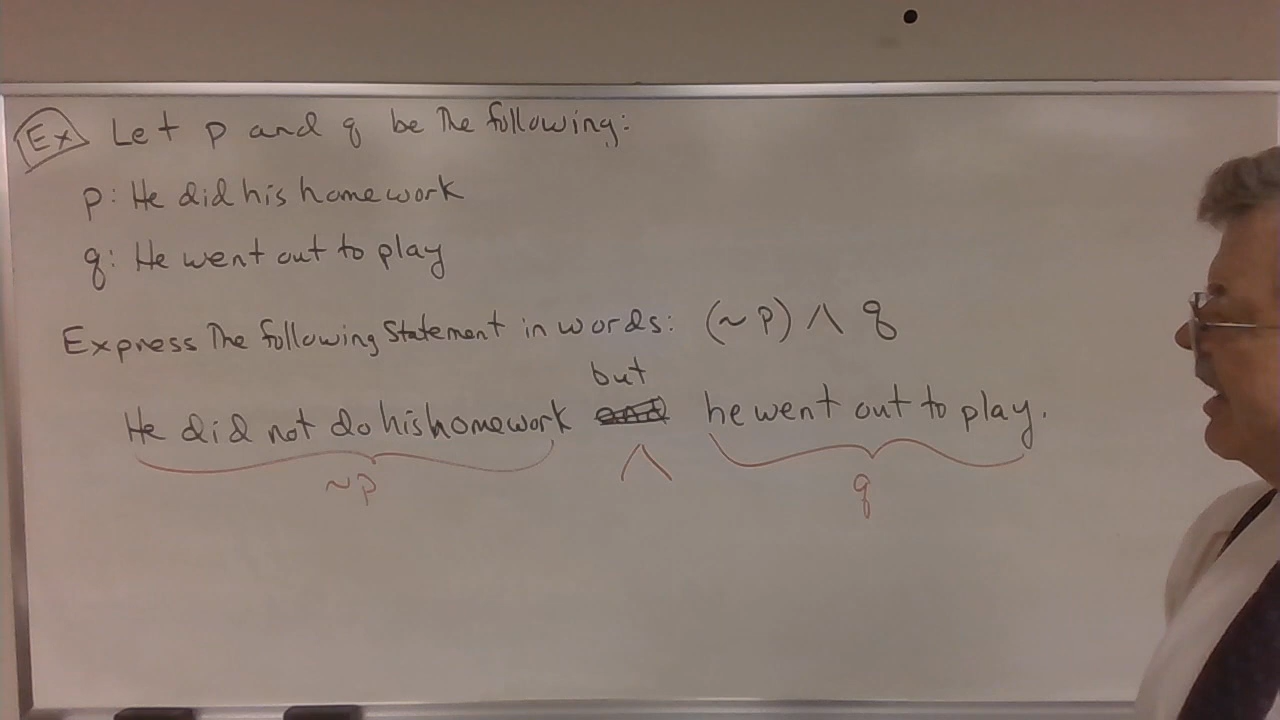 Ex Let p and q be the following:
p: He did his homework
q: He went out to play
Express the following statement in words: (~p) ∧ q
but
He did not do his homework and he went out to play.
~p ∧ q